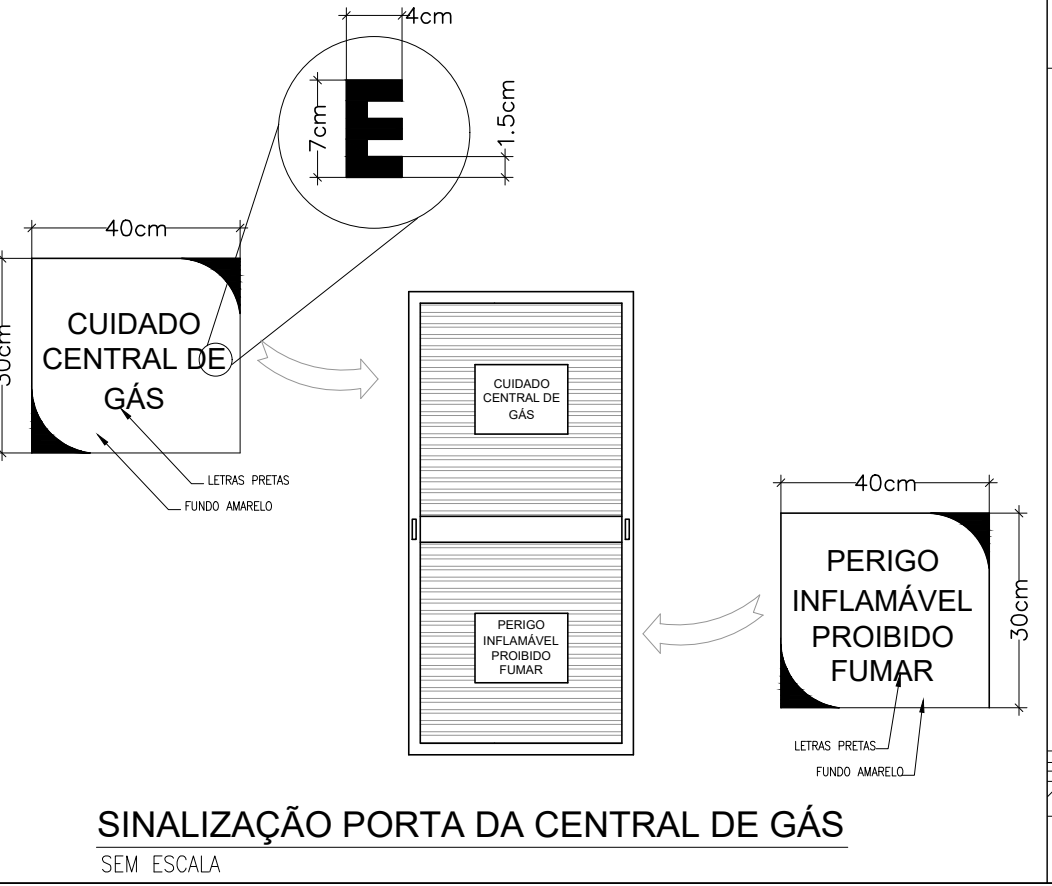 4cm
E
7cm
1.5cm
40cm
30cm
CUIDADO
CENTRAL DE
GÁS
LETRAS PRETAS
FUNDO AMARELO
CUIDADO
CENTRAL DE
GÁS
PERIGO
INFLAMÁVEL
PROIBIDO
FUMAR
40cm
30cm
PERIGO
INFLAMÁVEL
PROIBIDO
FUMAR
LETRAS PRETAS
FUNDO AMARELO
SINALIZAÇÃO PORTA DA CENTRAL DE GÁS
SEM ESCALA